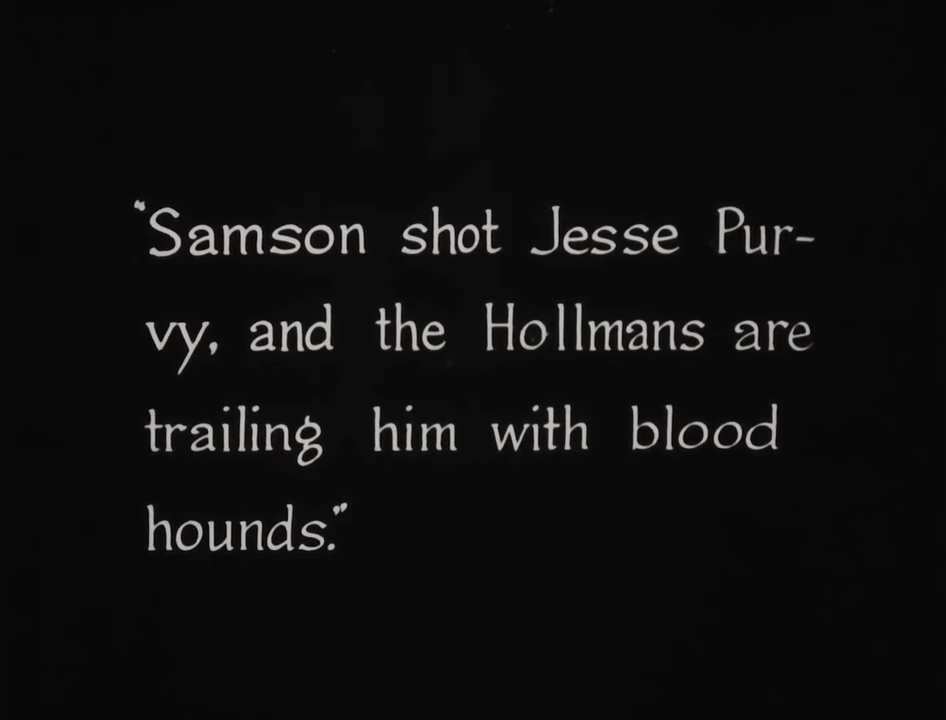 "Samson shot Jesse Pur-
vy, and the Hollmans are
trailing him with blood
hounds."